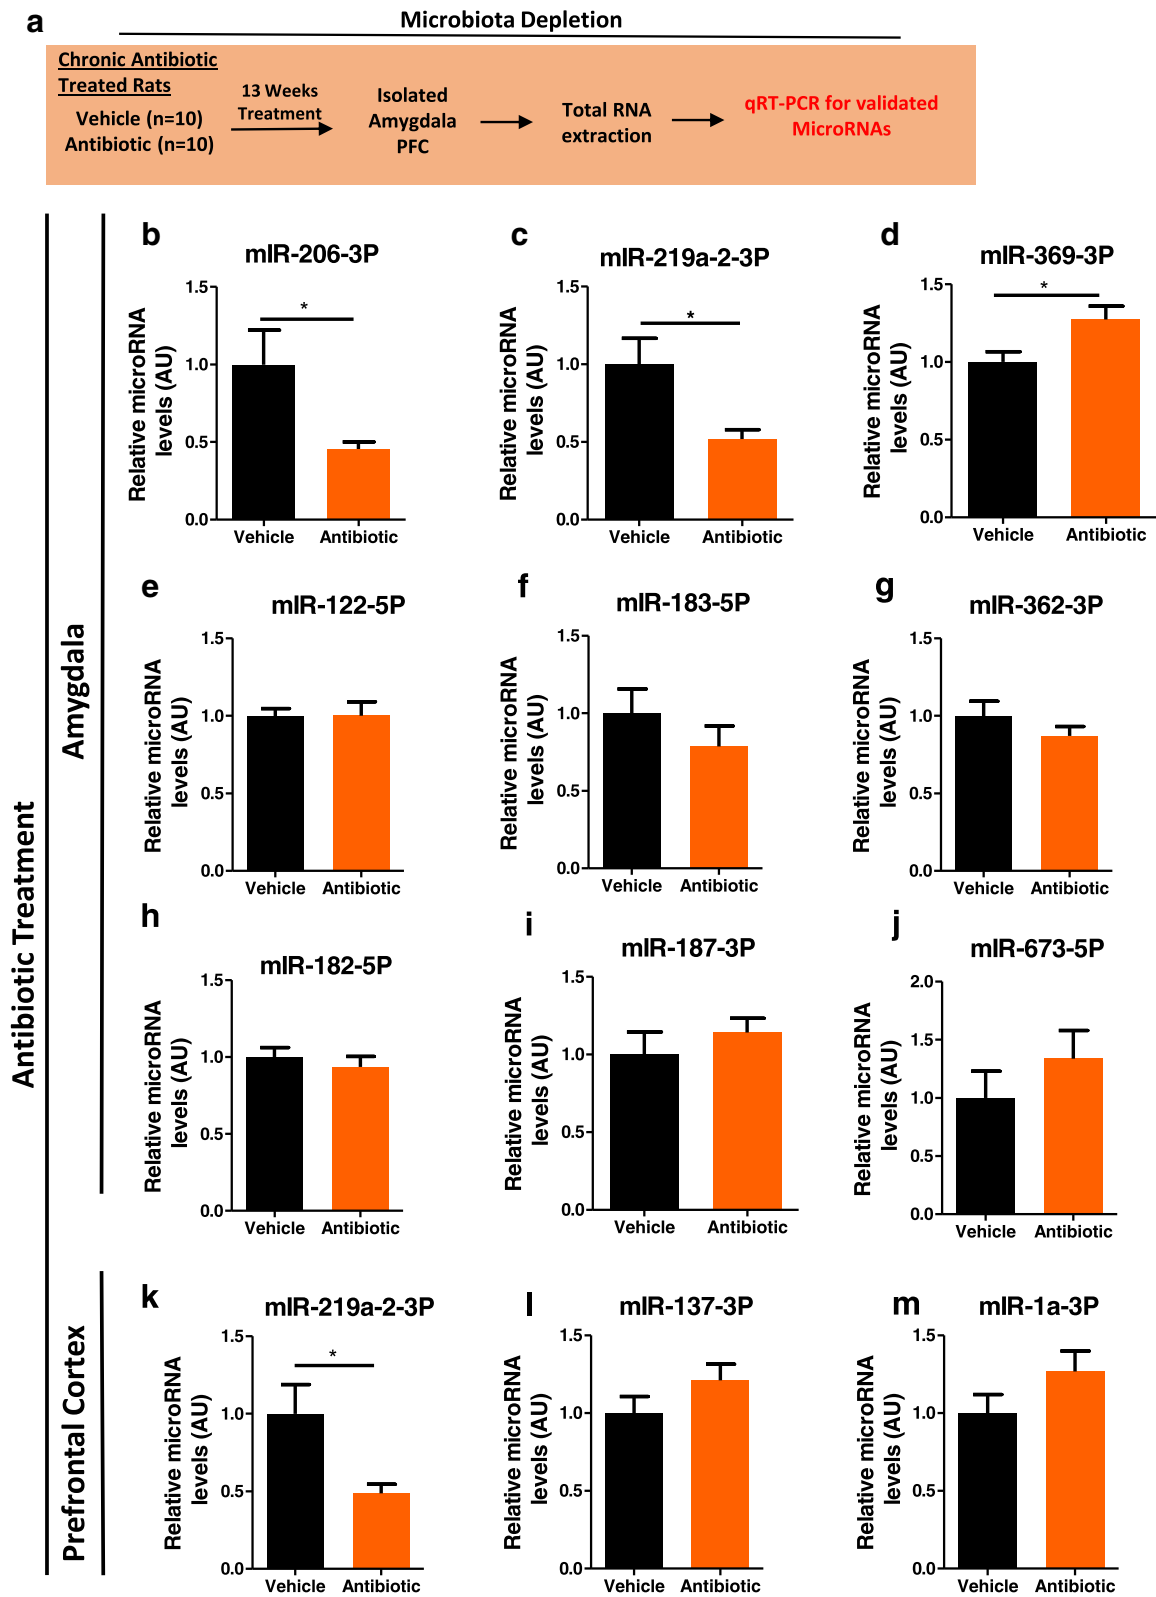 a
Microbiota Depletion
Chronic Antibiotic
Treated Rats
Vehicle (n=10)
Antibiotic (n=10)
13 Weeks
Treatment
Isolated
Amygdala
PFC
Total RNA
extraction
qRT-PCR for validated
MicroRNAs
Antibiotic Treatment
Amygdala
b
mIR-206-3P
Relative microRNA
levels (AU)
1.5
1.0
0.5
0.0
*
Vehicle
Antibiotic
c
mIR-219a-2-3P
Relative microRNA
levels (AU)
1.5
1.0
0.5
0.0
*
Vehicle
Antibiotic
d
mIR-369-3P
Relative microRNA
levels (AU)
1.5
1.0
0.5
0.0
*
Vehicle
Antibiotic
e
mIR-122-5P
Relative microRNA
levels (AU)
1.5
1.0
0.5
0.0
Vehicle
Antibiotic
f
mIR-183-5P
Relative microRNA
levels (AU)
1.5
1.0
0.5
0.0
Vehicle
Antibiotic
g
mIR-362-3P
Relative microRNA
levels (AU)
1.5
1.0
0.5
0.0
Vehicle
Antibiotic
h
mIR-182-5P
Relative microRNA
levels (AU)
1.5
1.0
0.5
0.0
Vehicle
Antibiotic
i
mIR-187-3P
Relative microRNA
levels (AU)
1.5
1.0
0.5
0.0
Vehicle
Antibiotic
j
mIR-673-5P
Relative microRNA
levels (AU)
2.0
1.5
1.0
0.5
0.0
Vehicle
Antibiotic
Prefrontal Cortex
k
mIR-219a-2-3P
Relative microRNA
levels (AU)
1.5
1.0
0.5
0.0
*
Vehicle
Antibiotic
l
mIR-137-3P
Relative microRNA
levels (AU)
1.5
1.0
0.5
0.0
Vehicle
Antibiotic
m
mIR-1a-3P
Relative microRNA
levels (AU)
1.5
1.0
0.5
0.0
Vehicle
Antibiotic